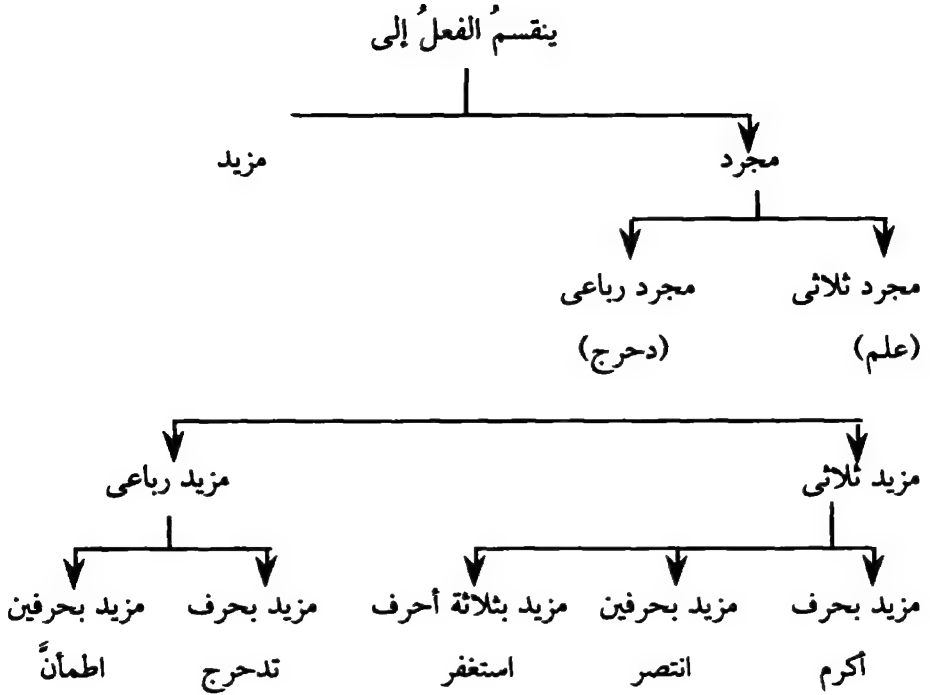 ينقسمُ الفعلُ إلى
مجرد
مزيد
مجرد ثلاثى
مجرد رباعى
(علم)
(دحرج)
مزيد ثلاثى
مزيد رباعى
مزيد بحرف
مزيد بحرفين
مزيد بثلاثة أحرف
مزيد بحرف
مزيد بحرفين
أكرم
انتصر
استغفر
تدحرج
اطمأنَّ